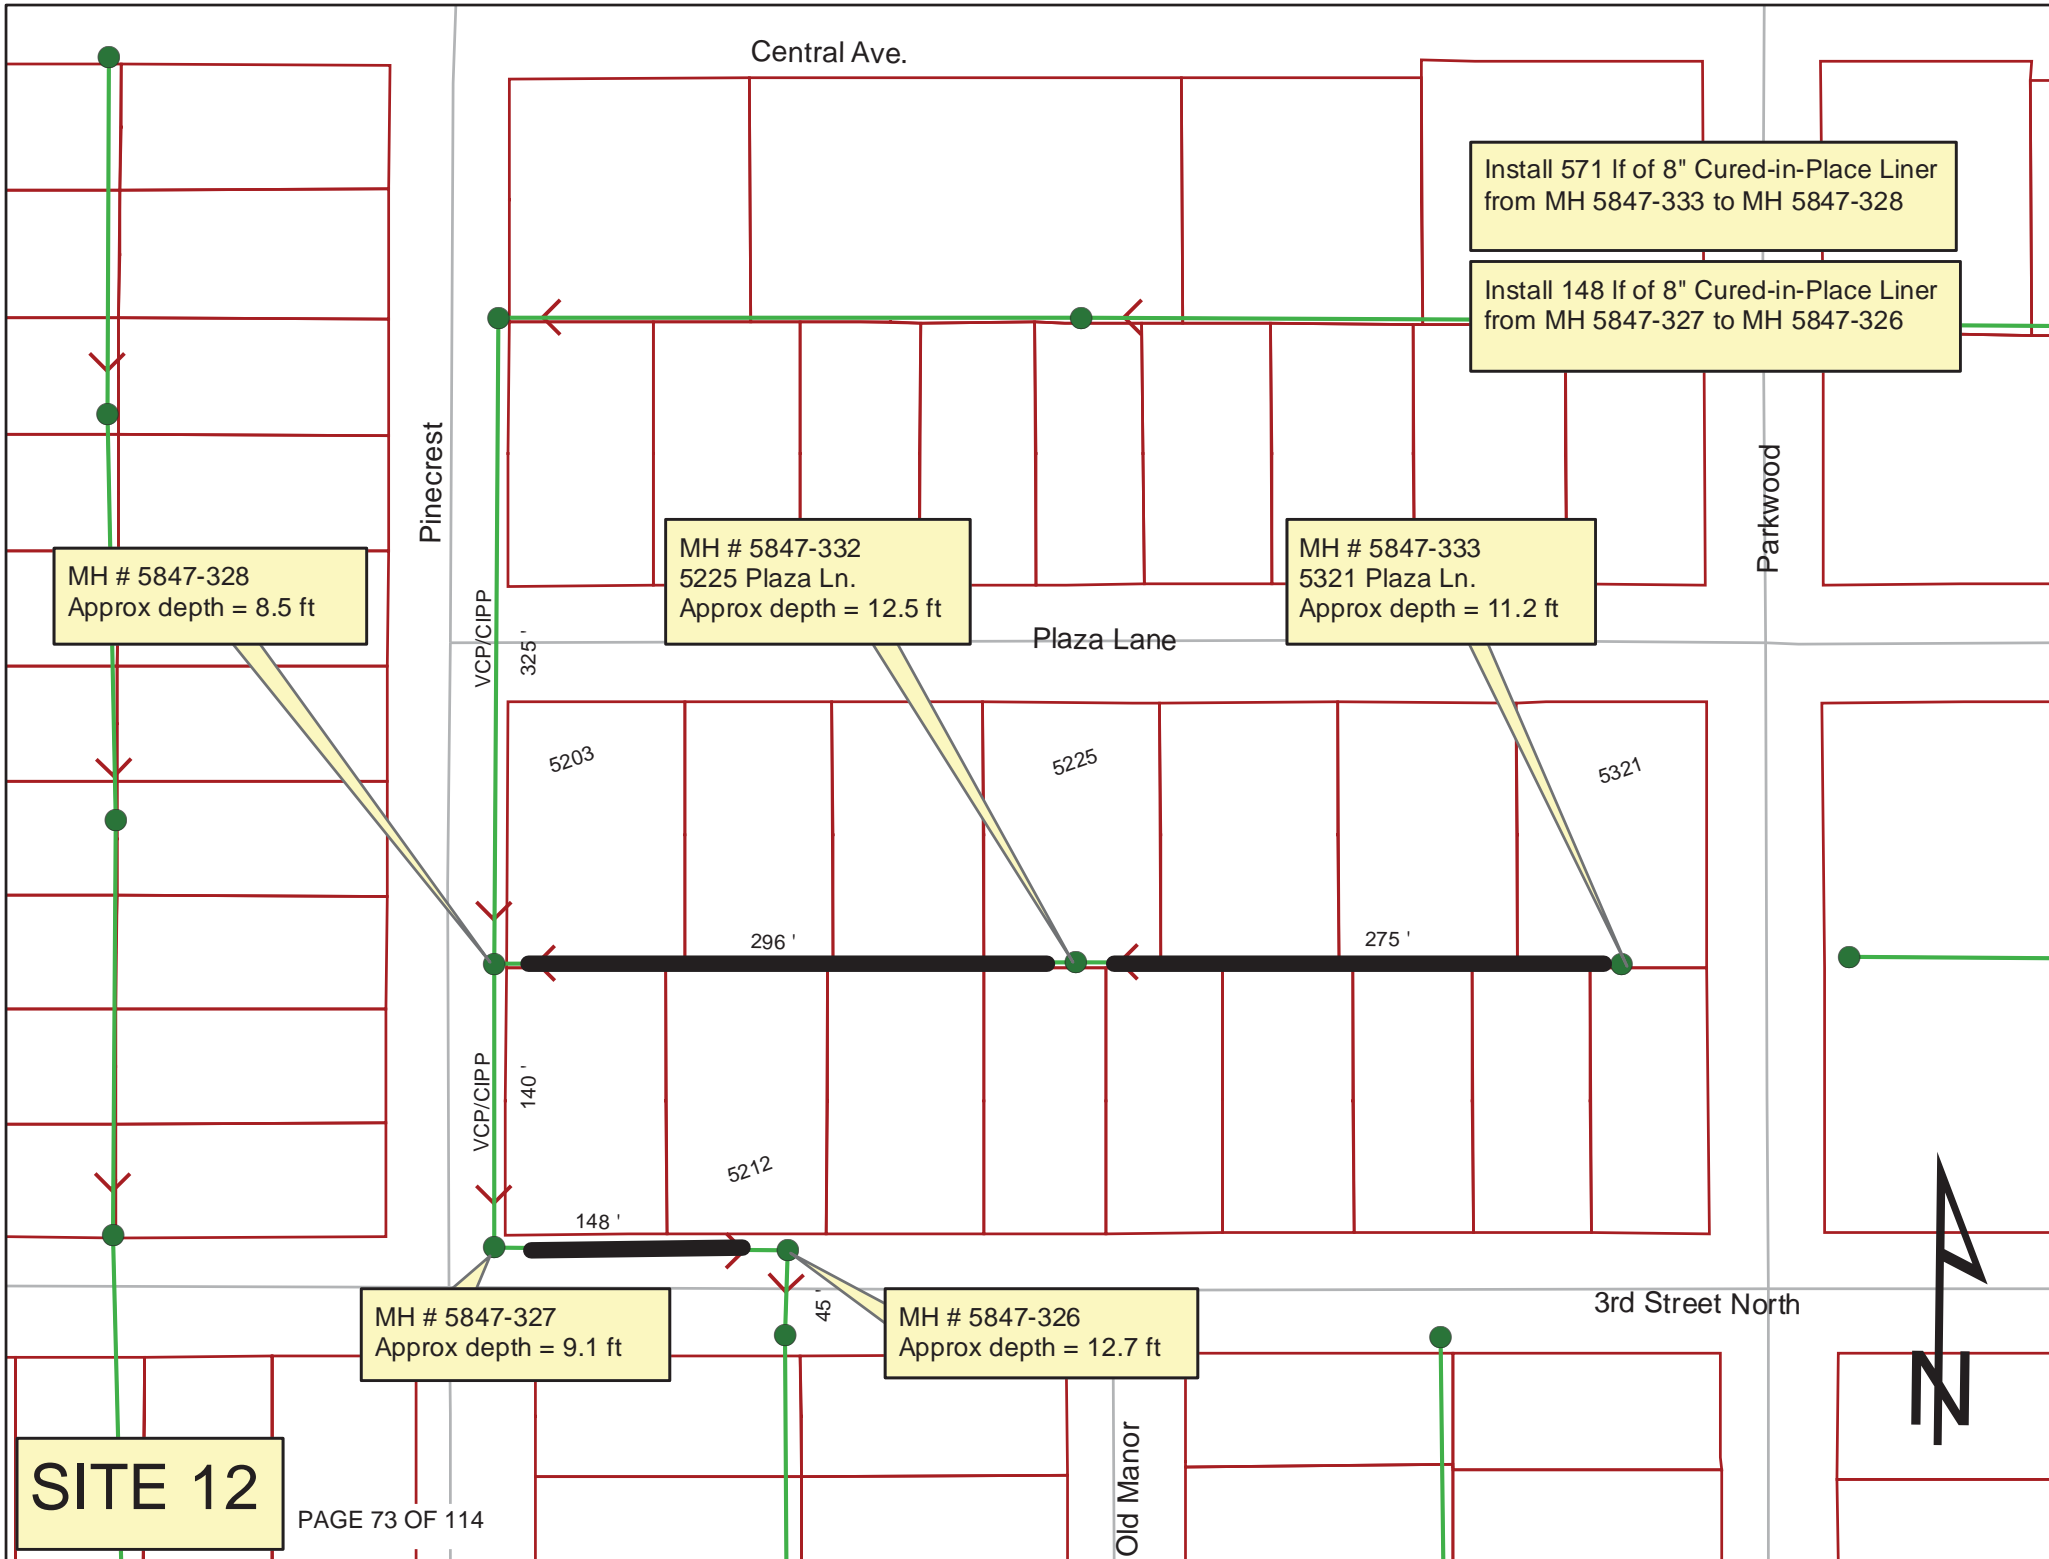 Central Ave.
Install 571 lf of 8" Cured-in-Place Liner
from MH 5847-333 to MH 5847-328
Install 148 lf of 8" Cured-in-Place Liner
from MH 5847-327 to MH 5847-326
Pinecrest
Parkwood
MH # 5847-328
Approx depth = 8.5 ft
MH # 5847-332
5225 Plaza Ln.
Approx depth = 12.5 ft
MH # 5847-333
5321 Plaza Ln.
Approx depth = 11.2 ft
VCP/CIPP
325 '
Plaza Lane
5203
5225
5321
296 '
275 '
VCP/CIPP
140 '
5212
148 '
45 '
MH # 5847-327
Approx depth = 9.1 ft
MH # 5847-326
Approx depth = 12.7 ft
3rd Street North
N
Old Manor
SITE 12
PAGE 73 OF 114